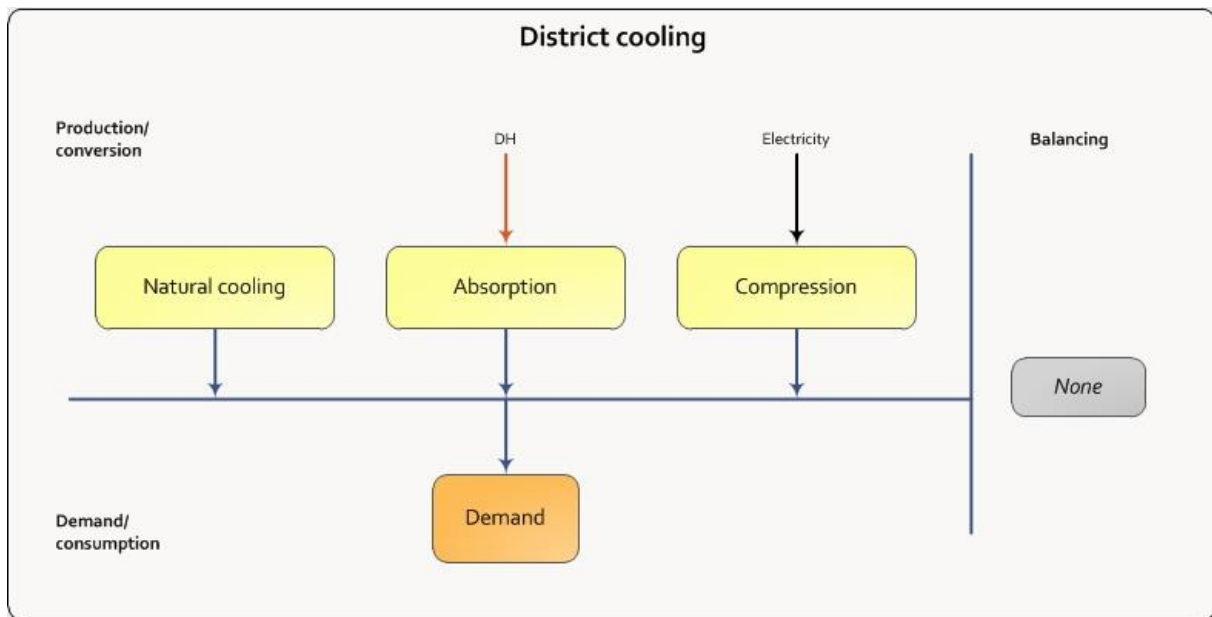 District cooling
Production/
conversion
DH
Electricity
Balancing
Natural cooling
Absorption
Compression
None
Demand
Demand/
consumption